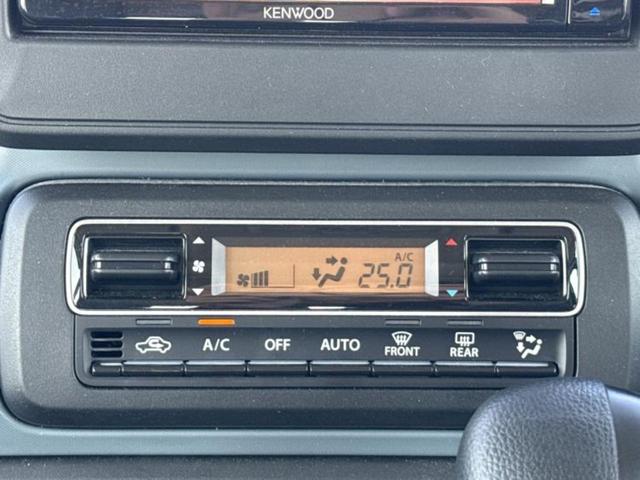 KENWOOD
A/C
25.0
A/C OFF AUTO FRONT REAR